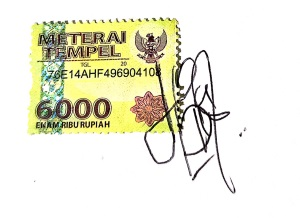 METERAI
TEMPEL
TGL 20
76E14AHF496904108
6000
ENAM RIBU RUPIAH